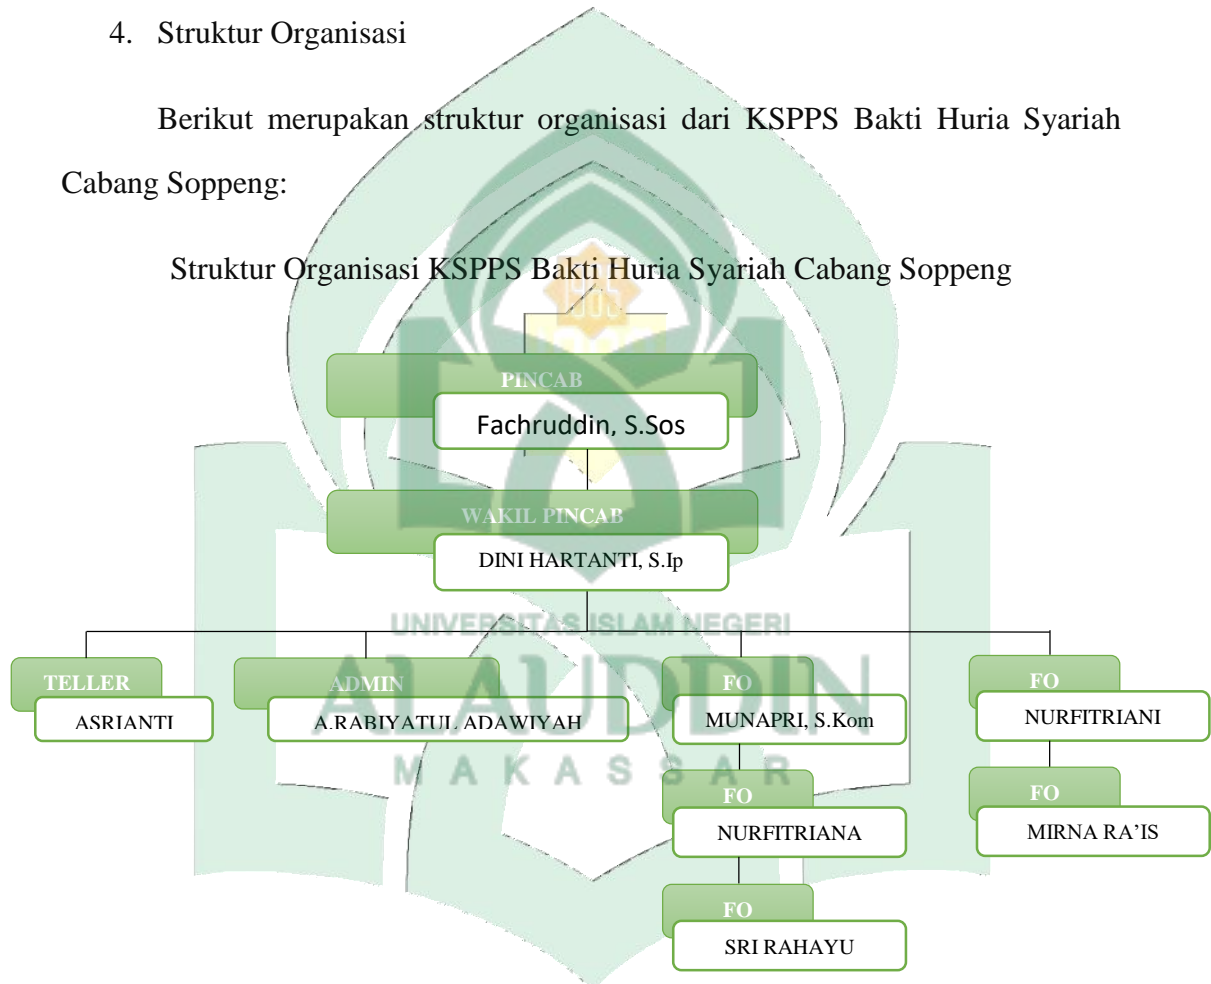 4. Struktur Organisasi
Berikut merupakan struktur organisasi dari KSPPS Bakti Huria Syariah
Cabang Soppeng:
Struktur Organisasi KSPPS Bakti Huria Syariah Cabang Soppeng
1965
PINCAB
Fachruddin, S.Sos
WAKIL PINCAB
DINI HARTANTI, S.Ip
UNIVERSITAS ISLAM NEGERI
ALAUDDIN
MAKASSAR
TELLER
ASRIANTI
ADMIN
A.RABIYATUL ADAWIYAH
FO
MUNAPRI, S.Kom
FO
NURFITRIANA
FO
SRI RAHAYU
FO
NURFITRIANI
FO
MIRNA RA’IS